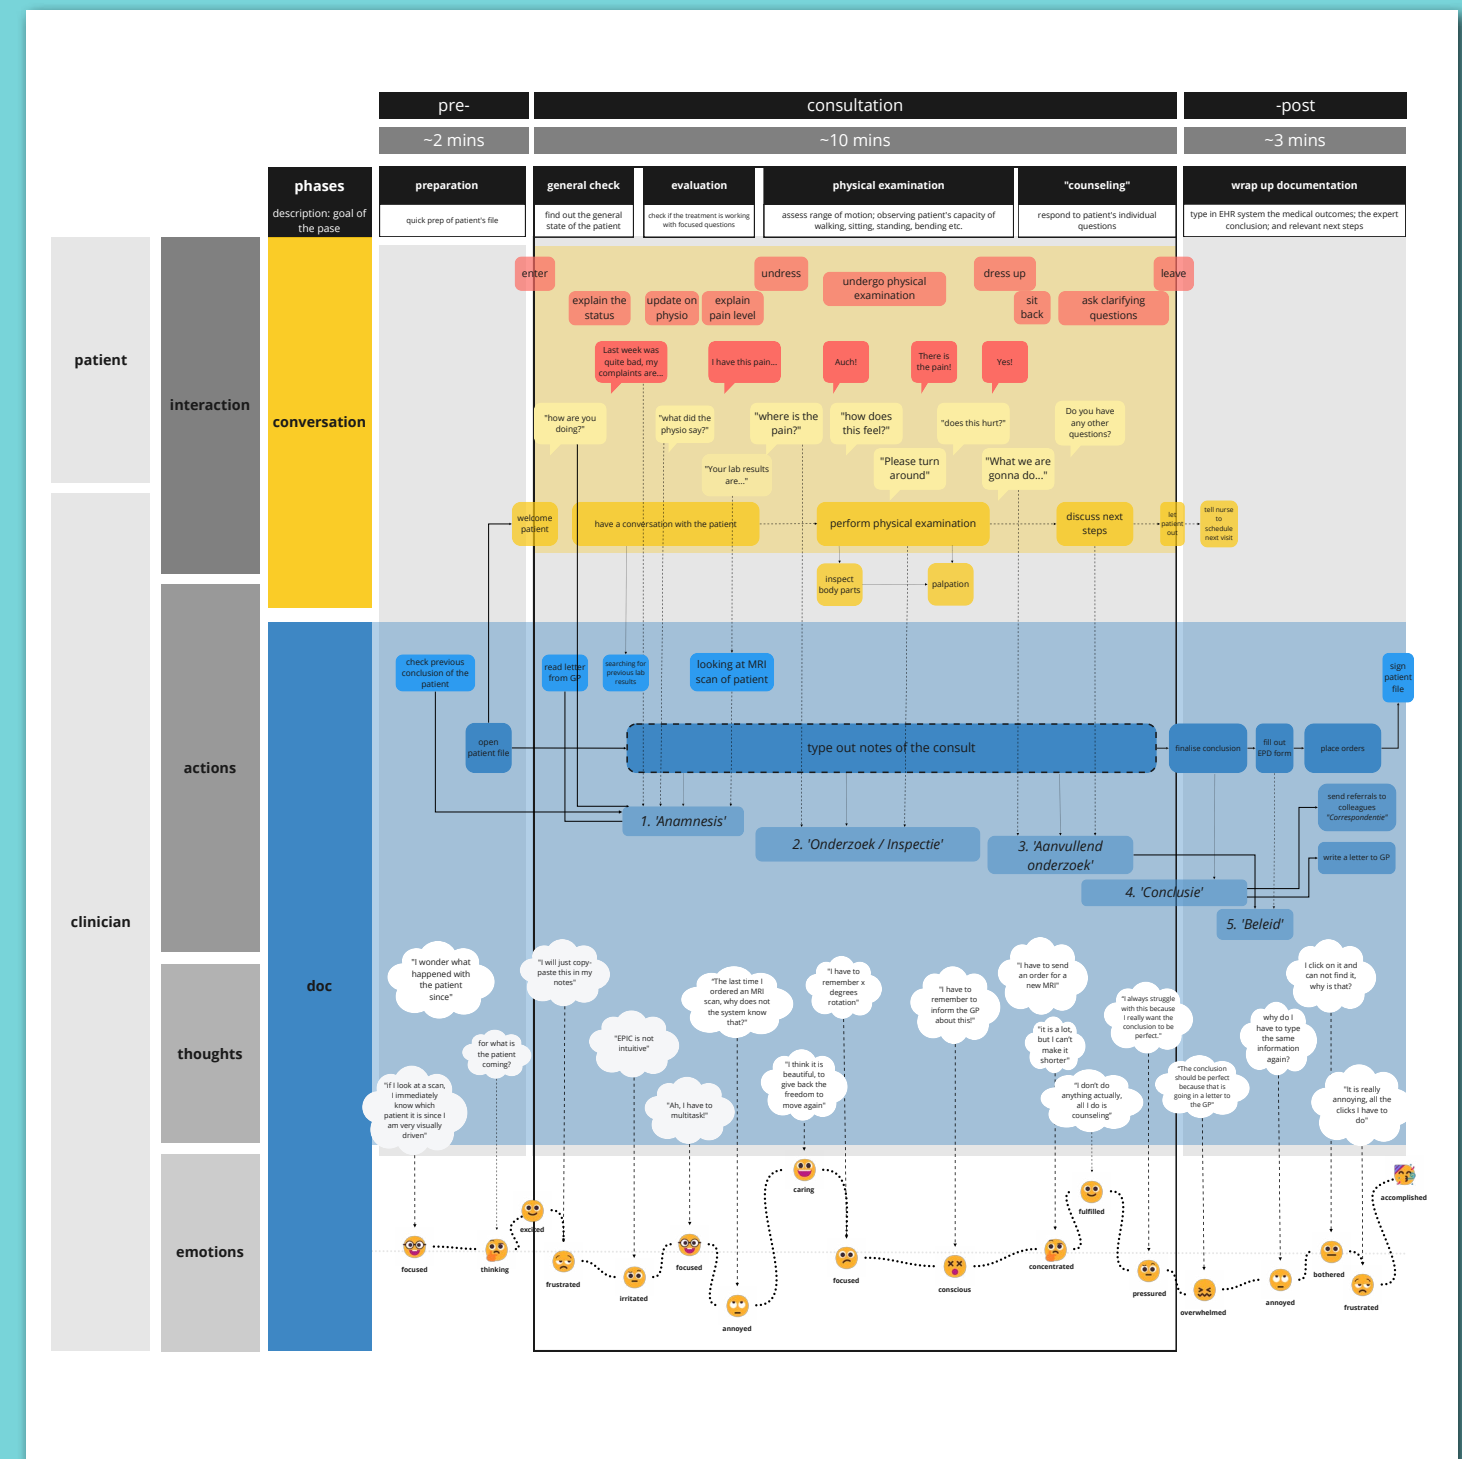 pre-
consultation
-post
~2 mins
~10 mins
~3 mins
phases
description: goal of
the pase
preparation
quick prep of patient's file
general check
find out the general
state of the patient
evaluation
check if the treatment is working
with focused questions
physical examination
assess range of motion; observing patient's capacity of
walking, sitting, standing, bending etc.
"counseling"
respond to patient's individual
questions
wrap up documentation
type in EHR system the medical outcomes; the expert
conclusion; and relevant next steps
patient
interaction
conversation
enter
undress
undergo physical
examination
dress up
leave
explain the
status
update on
physio
explain
pain level
sit
back
ask clarifying
questions
Last week was
quite bad, my
complaints are...
I have this pain...
Auch!
There is
the pain!
Yes!
"how are you
doing?"
"what did the
physio say?"
"where is the
pain?"
"how does
this feel?"
"does this hurt?"
Do you have
any other
questions?
"Your lab results
are..."
"Please turn
around"
"What we are
gonna do..."
welcome
patient
have a conversation with the patient
perform physical examination
discuss next
steps
let
patient
out
tell nurse
to
schedule
next visit
inspect
body parts
palpation
clinician
actions
doc
check previous
conclusion of the
patient
read letter
from GP
searching for
previous lab
results
looking at MRI
scan of patient
sign
patient
file
open
patient file
type out notes of the consult
finalise conclusion
fill out
EPD form
place orders
1. 'Anamnesis'
2. 'Onderzoek / Inspectie'
3. 'Aanvullend
onderzoek'
4. 'Conclusie'
5. 'Beleid'
send referrals to
colleagues
"Correspondentie"
write a letter to GP
thoughts
"I wonder what
happened with
the patient
since"
for what is
the patient
coming?
"if I look at a scan,
I immediately
know which
patient it is since I
am very visually
driven"
"I will just copy-
paste this in my
notes"
"EPIC is not
intuitive"
"Ah, I have to
multitask!"
"The last time I
ordered an MRI
scan, why does not
the system know
that?"
"I think it is
beautiful, to
give back the
freedom to
move again"
"I have to
remember x
degrees
rotation"
"I have to
remember to
inform the GP
about this!"
"I have to send
an order for a
new MRI"
"it is a lot,
but I can't
make it
shorter"
"I don't do
anything actually,
all I do is
counseling"
"I always struggle
with this because
I really want the
conclusion to be
perfect."
"The conclusion
should be perfect
because that is
going in a letter to
the GP"
why do I
have to type
the same
information
again?
I click on it and
can not find it,
why is that?
"It is really
annoying, all the
clicks I have to
do"
emotions
focused
thinking
excited
frustrated
irritated
focused
annoyed
caring
focused
conscious
concentrated
fulfilled
pressured
overwhelmed
annoyed
bothered
frustrated
accomplished